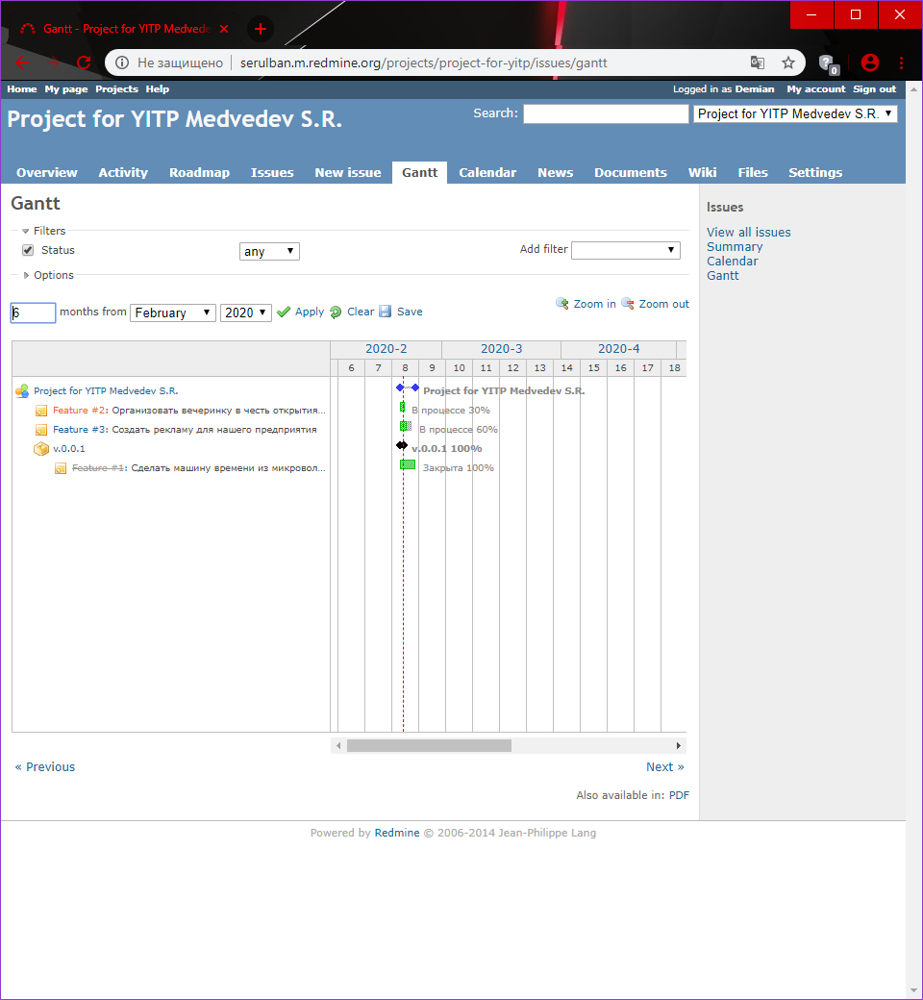 Gantt - Project for YITP Medvede
Не защищено serulban.m.redmine.org/projects/project-for-yitp/issues/gantt
0
Home My page Projects Help Logged in as Demian My account Sign out
Project for YITP Medvedev S.R. Search: Project for YITP Medvedev S.R.
Overview Activity Roadmap Issues New issue Gantt Calendar News Documents Wiki Files Settings
Gantt
Filters
Status any Add filter
Options
6 months from February 2020 Apply Clear Save Zoom in Zoom out
2020-2 2020-3 2020-4
6 7 8 9 10 11 12 13 14 15 16 17 18
Project for YITP Medvedev S.R. Project for YITP Medvedev S.R.
Feature #2: Организовать вечеринку в честь открытия... В процессе 30%
Feature #3: Создать рекламу для нашего предприятия В процессе 60%
v.0.0.1 v.0.0.1 100%
Feature #1: Сделать машину времени из микровол... Закрыта 100%
« Previous Next »
Also available in: PDF
Issues
View all issues
Summary
Calendar
Gantt
Powered by Redmine © 2006-2014 Jean-Philippe Lang